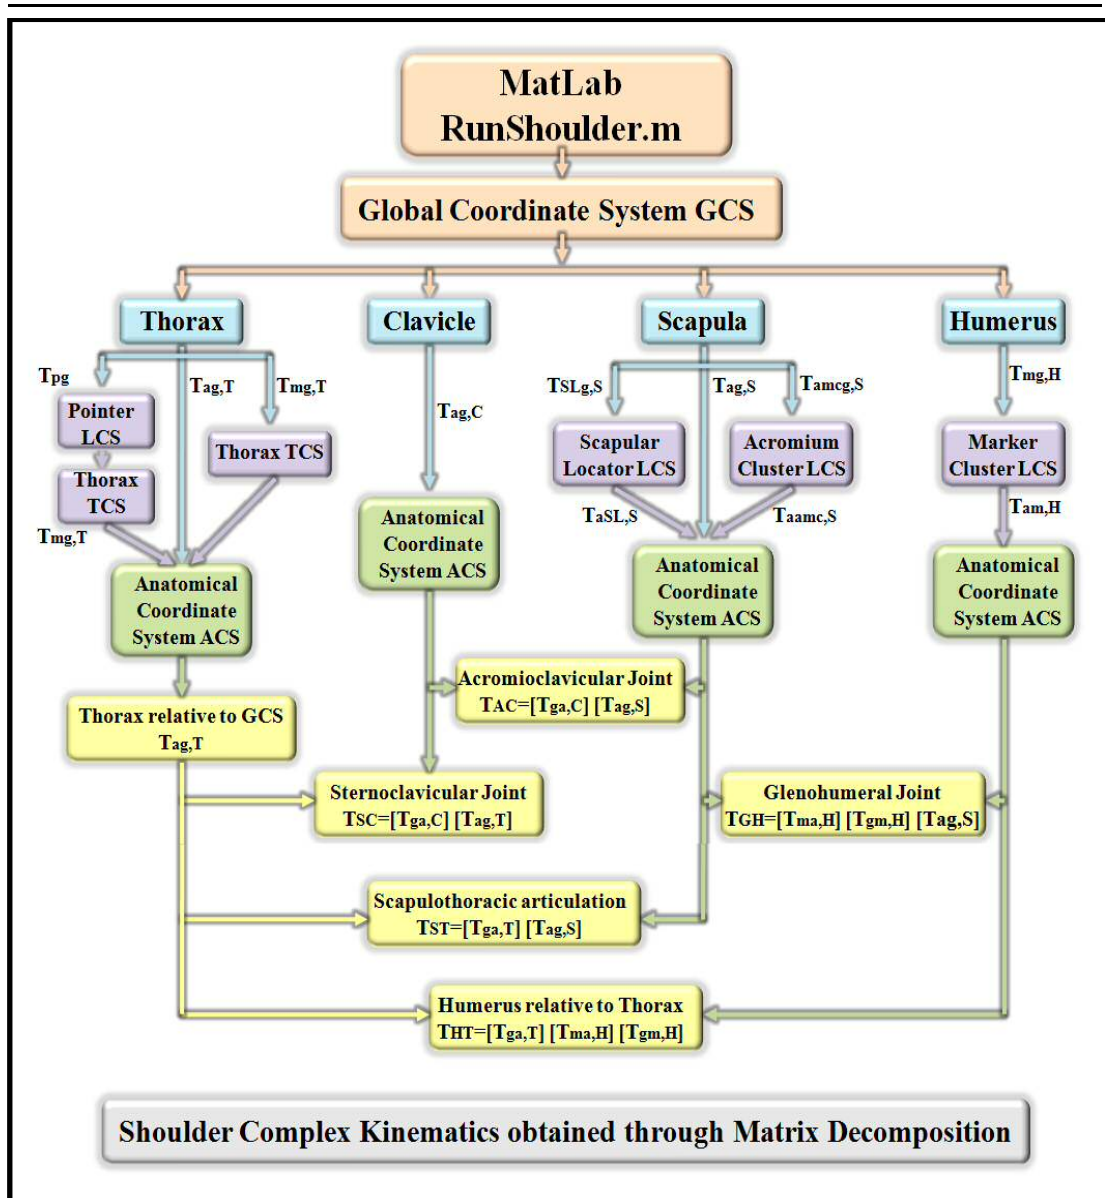 MatLab
RunShoulder.m
Global Coordinate System GCS
Thorax
Clavicle
Scapula
Humerus
Tpg
Tag,T
Tmg,T
Tag,C
TSLg,S
Tag,S
Tamcg,S
Tmg,H
Pointer
LCS
Thorax
TCS
Thorax TCS
Tmg,T
Scapular
Locator LCS
Acromium
Cluster LCS
Marker
Cluster LCS
TaSL,S
Taamc,S
Tam,H
Anatomical
Coordinate
System ACS
Anatomical
Coordinate
System ACS
Anatomical
Coordinate
System ACS
Anatomical
Coordinate
System ACS
Acromioclavicular Joint
TAC=[Tga,C] [Tag,S]
Thorax relative to GCS
Tag,T
Sternoclavicular Joint
TSC=[Tga,C] [Tag,T]
Glenohumeral Joint
TGH=[Tma,H] [Tgm,H] [Tag,S]
Scapulothoracic articulation
TST=[Tga,T] [Tag,S]
Humerus relative to Thorax
THT=[Tga,T] [Tma,H] [Tgm,H]
Shoulder Complex Kinematics obtained through Matrix Decomposition